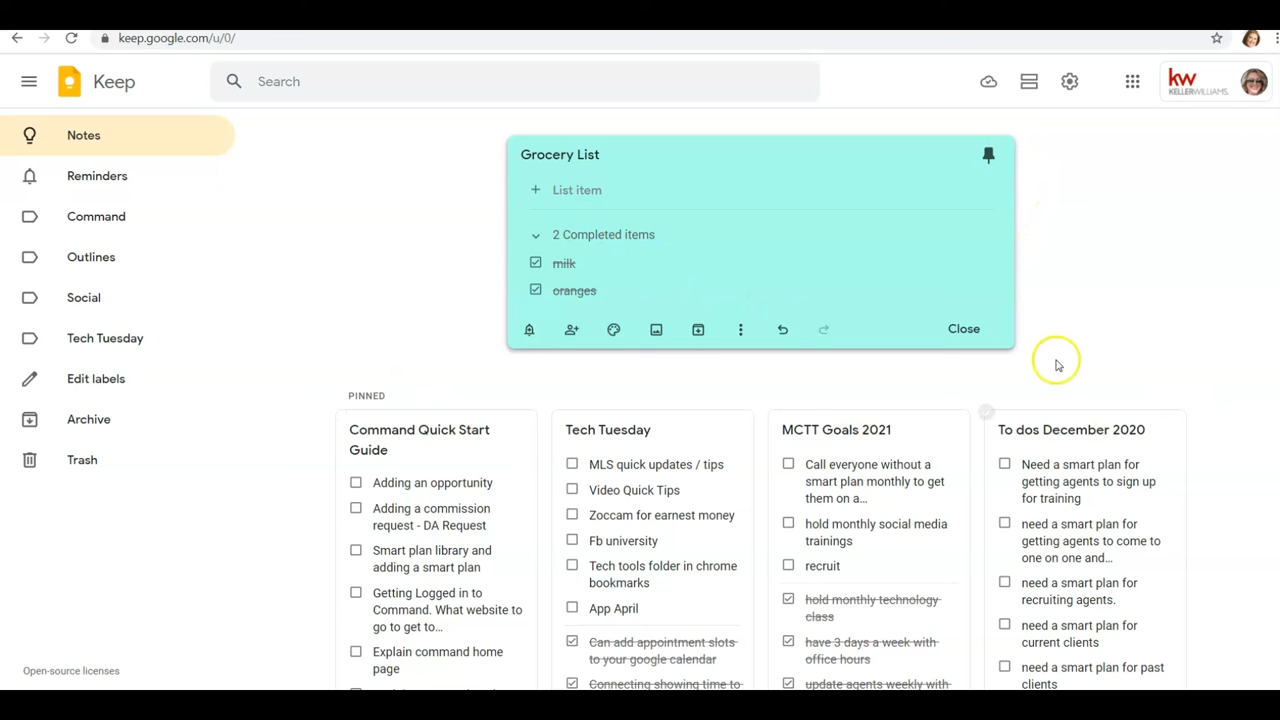 keep.google.com/u/0/
Keep
Search
kw
KELLERWILLIAMS.
Notes
Reminders
Command
Outlines
Social
Tech Tuesday
Edit labels
Archive
Trash
Open-source licenses
Grocery List
+ List item
2 Completed items
milk
oranges
Close
PINNED
Command Quick Start
Guide
Adding an opportunity
Adding a commission
request - DA Request
Smart plan library and
adding a smart plan
Getting Logged in to
Command. What website to
go to get to...
Explain command home
page
Tech Tuesday
MLS quick updates / tips
Video Quick Tips
Zoccam for earnest money
Fb university
Tech tools folder in chrome
bookmarks
App April
Can add appointment slots
to your google calendar
Connecting showing time to
MCTT Goals 2021
Call everyone without a
smart plan monthly to get
them on a...
hold monthly social media
trainings
recruit
hold monthly technology
class
have 3 days a week with
office hours
update agents weekly with
To dos December 2020
Need a smart plan for
getting agents to sign up
for training
need a smart plan for
getting agents to come to
one on one and...
need a smart plan for
recruiting agents.
need a smart plan for
current clients
need a smart plan for past
clients